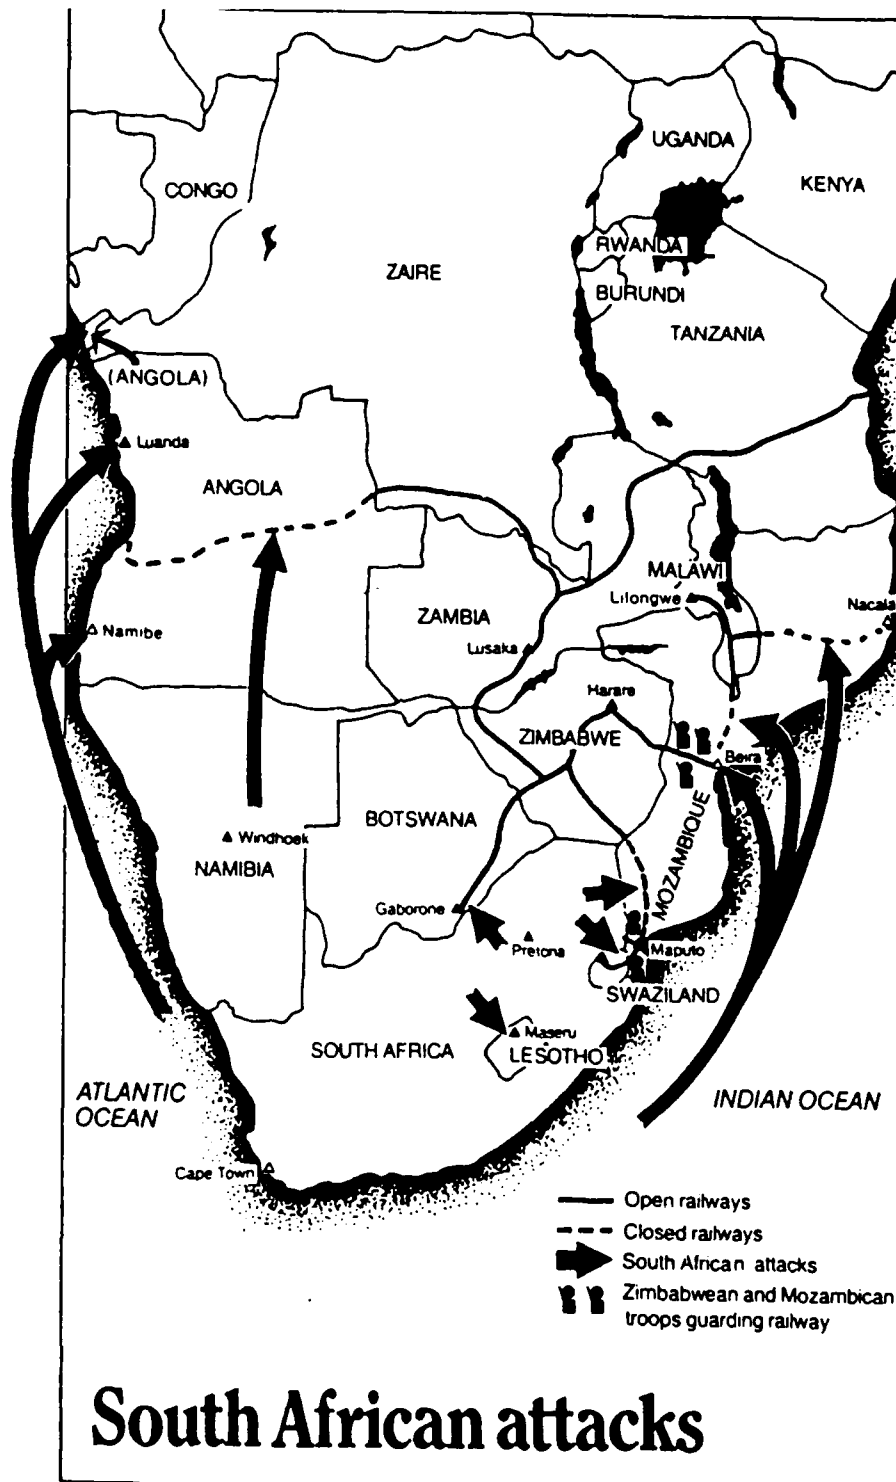 UGANDA
KENYA
CONGO
RWANDA
ZAIRE
BURUNDI
TANZANIA
(ANGOLA)
Luanda
ANGOLA
MALAWI
Lilongwe
Nacala
Namibe
ZAMBIA
Lusaka
Harare
ZIMBABWE
Beira
BOTSWANA
MOZAMBIQUE
Windhoek
NAMIBIA
Gaborone
Pretoria
Maputo
SWAZILAND
Maseru
SOUTH AFRICA
LESOTHO
ATLANTIC
OCEAN
INDIAN OCEAN
Cape Town
Open railways
Closed railways
South African attacks
Zimbabwean and Mozambican
troops guarding railway
South African attacks